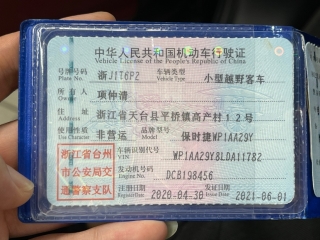 中华人民共和国机动车行驶证
Vehicle License of the People's Republic of China
号牌号码 浙J1T6F2 车辆类型 小型越野客车
Plate No. Vehicle Type
所有人 项仲清
Owner
住址 浙江省天台县平桥镇高产村12号
Address
使用性质 非营运 品牌型号 保时捷WP1AA29Y
Use Character Model
浙江省台州 车辆识别代号 WP1AA29Y8LDA11782
VIN
市公安局交 发动机号码 DCB198456
Engine No.
通警察支队 注册日期 2020-04-30 发证日期 2021-06-01
Register Date Issue Date